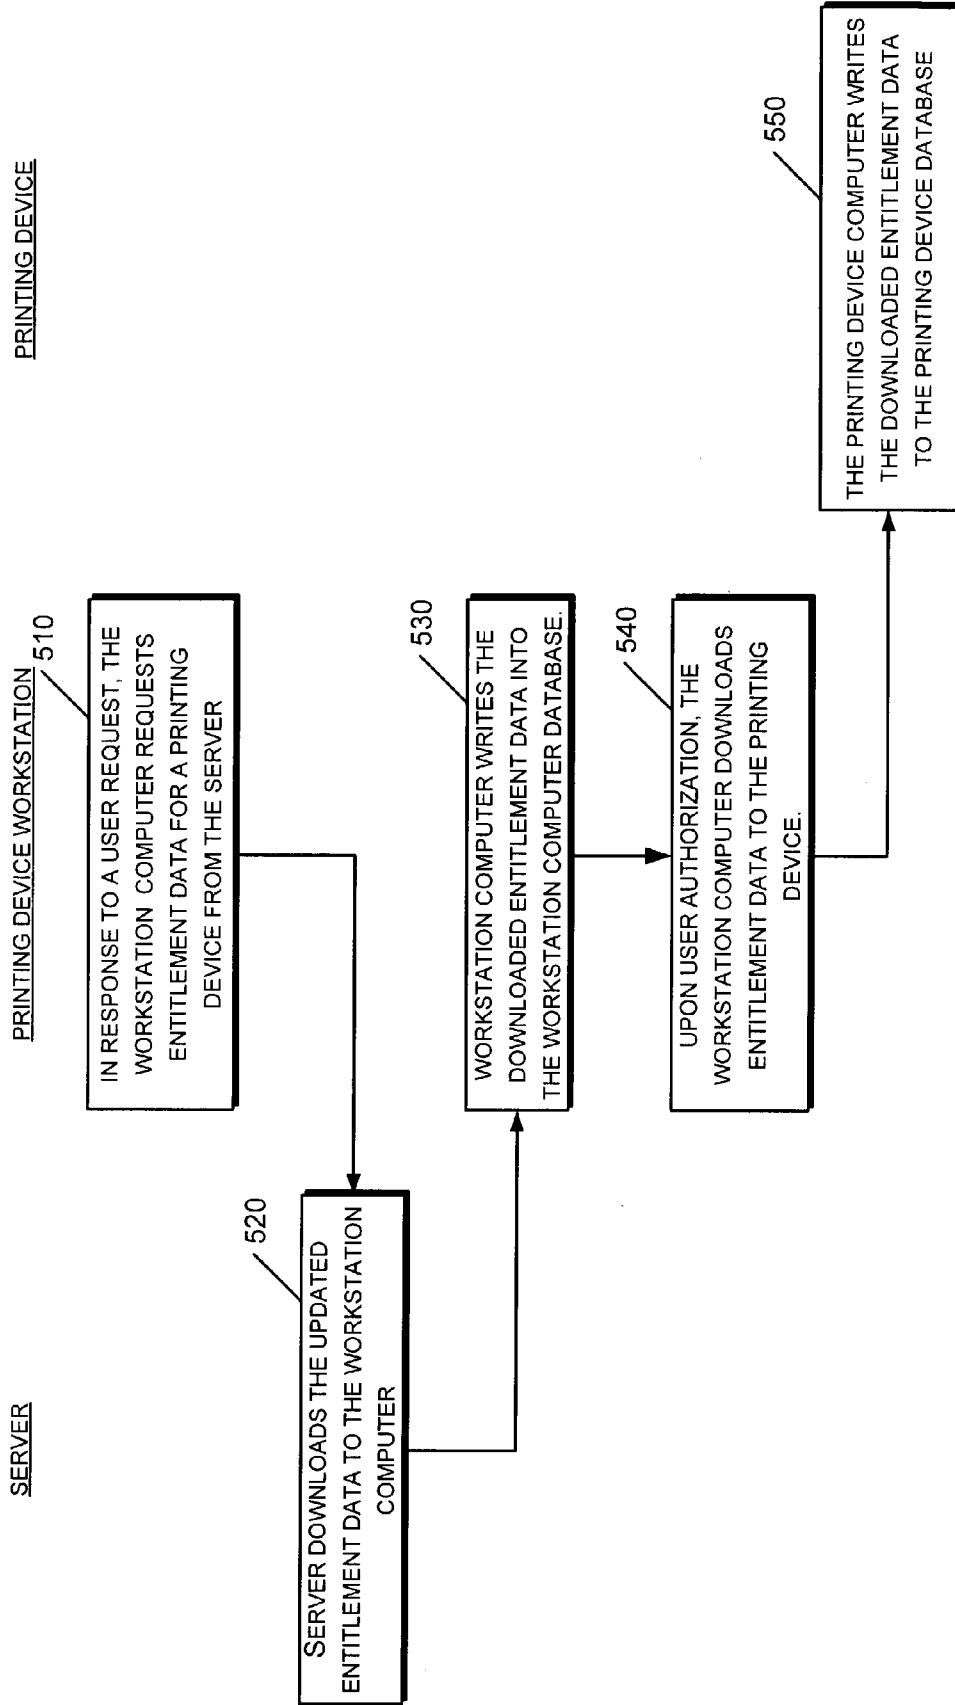 SERVER
PRINTING DEVICE WORKSTATION
PRINTING DEVICE
510
IN RESPONSE TO A USER REQUEST, THE
WORKSTATION COMPUTER REQUESTS
ENTITLEMENT DATA FOR A PRINTING
DEVICE FROM THE SERVER
520
SERVER DOWNLOADS THE UPDATED
ENTITLEMENT DATA TO THE WORKSTATION
COMPUTER
530
WORKSTATION COMPUTER WRITES THE
DOWNLOADED ENTITLEMENT DATA INTO
THE WORKSTATION COMPUTER DATABASE.
540
UPON USER AUTHORIZATION, THE
WORKSTATION COMPUTER DOWNLOADS
ENTITLEMENT DATA TO THE PRINTING
DEVICE.
550
THE PRINTING DEVICE COMPUTER WRITES
THE DOWNLOADED ENTITLEMENT DATA
TO THE PRINTING DEVICE DATABASE